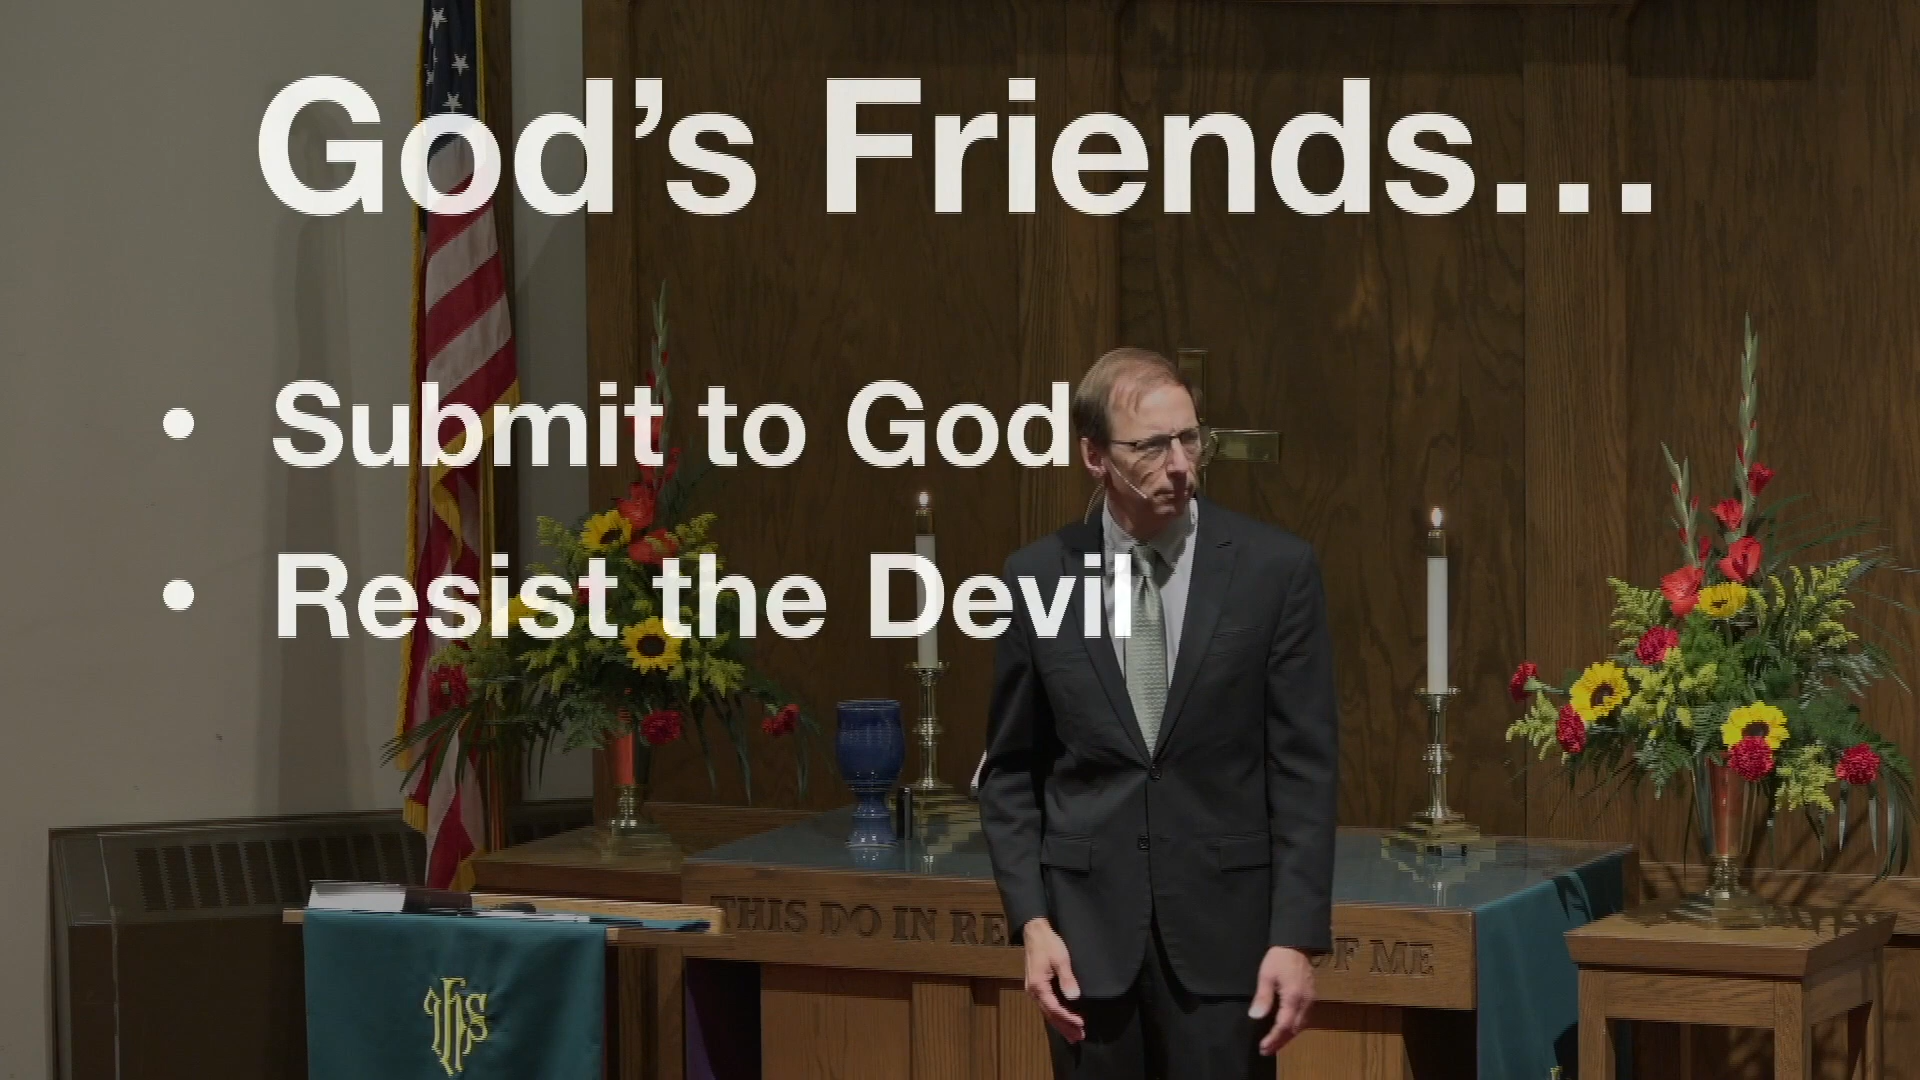 God's Friends...
• Submit to God
• Resist the Devil
THIS DO IN RE
OF ME
IHS